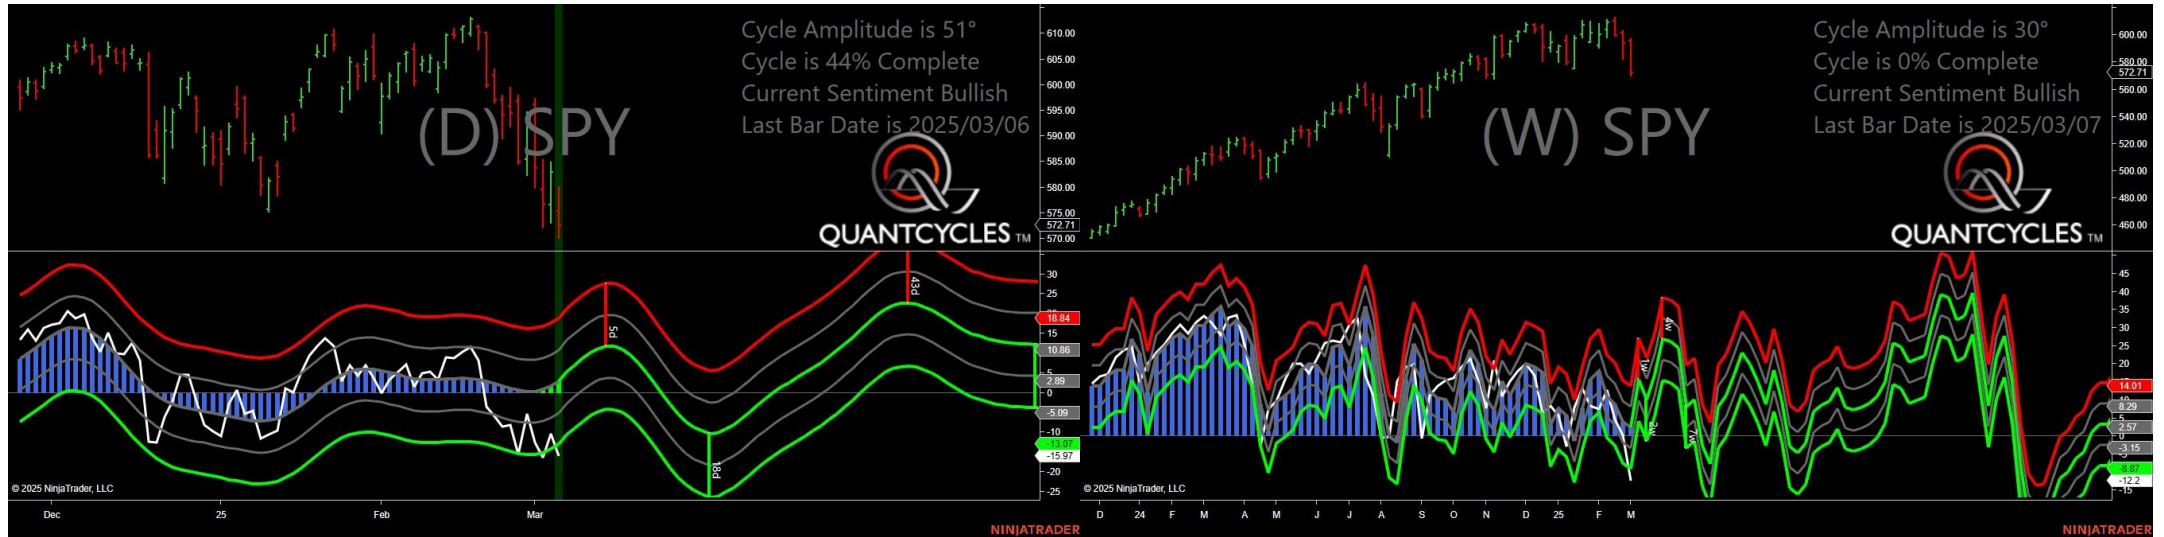 Cycle Amplitude is 51°
Cycle is 44% Complete
Current Sentiment Bullish
Last Bar Date is 2025/03/06
(D) SPY
QUANTCYCLES TM
610.00
605.00
600.00
595.00
590.00
585.00
580.00
575.00
572.71
570.00
30
25
18.84
15
10.86
5
2.89
0
-5.09
-10
-13.07
-15.97
-20
-25
5d
18d
43d
© 2025 NinjaTrader, LLC
Dec 25 Feb Mar
NINJATRADER
Cycle Amplitude is 30°
Cycle is 0% Complete
Current Sentiment Bullish
Last Bar Date is 2025/03/07
(W) SPY
QUANTCYCLES TM
600.00
580.00
572.71
560.00
540.00
520.00
500.00
480.00
460.00
45
40
35
30
25
20
14.01
8.29
5
2.57
0
-3.15
-8.87
-12.2
-15
1w
2w
4w
7w
© 2025 NinjaTrader, LLC
D 24 F M A M J J A S O N D 25 F M
NINJATRADER